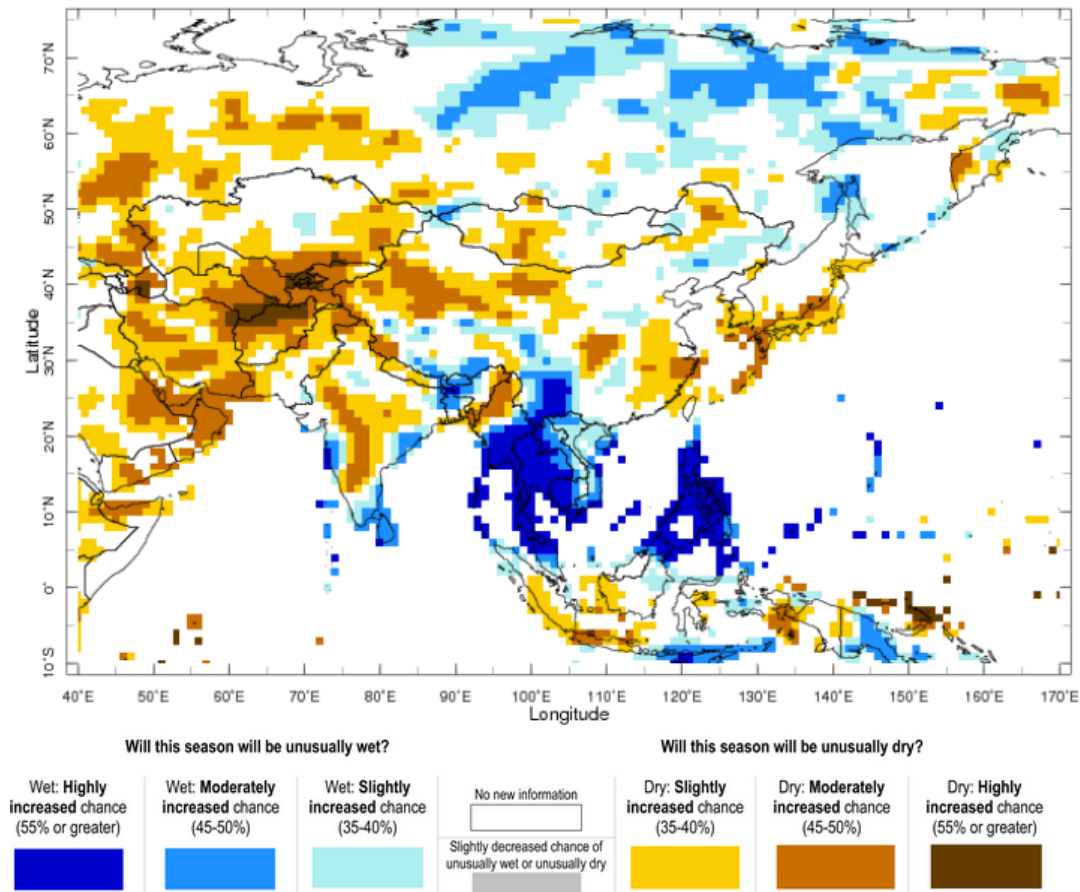 70°N
60°N
50°N
40°N
30°N
20°N
10°N
0°
10°S
Latitude
40°E 50°E 60°E 70°E 80°E 90°E 100°E 110°E 120°E 130°E 140°E 150°E 160°E 170°E
Longitude
Will this season will be unusually wet?
Will this season will be unusually dry?
Wet: Highly
increased chance
(55% or greater)
Wet: Moderately
increased chance
(45-50%)
Wet: Slightly
increased chance
(35-40%)
No new information
Slightly decreased chance of
unusually wet or unusually dry
Dry: Slightly
increased chance
(35-40%)
Dry: Moderately
increased chance
(45-50%)
Dry: Highly
increased chance
(55% or greater)